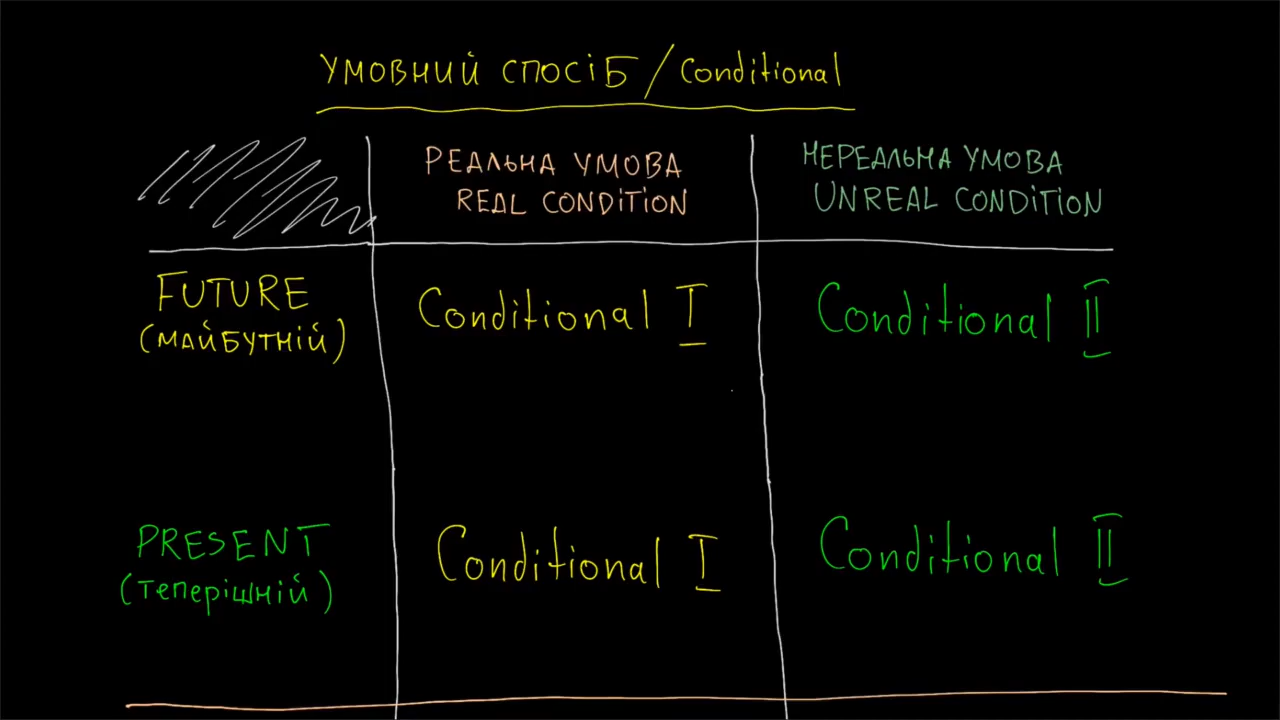 УМОВНИЙ СПОСІБ / Conditional
РЕАЛЬНА УМОВА
REAL CONDITION
НЕРЕАЛЬНА УМОВА
UNREAL CONDITION
FUTURE
(МАЙБУТНІЙ)
Conditional I
Conditional II
PRESENT
(Теперішній)
Conditional I
Conditional II